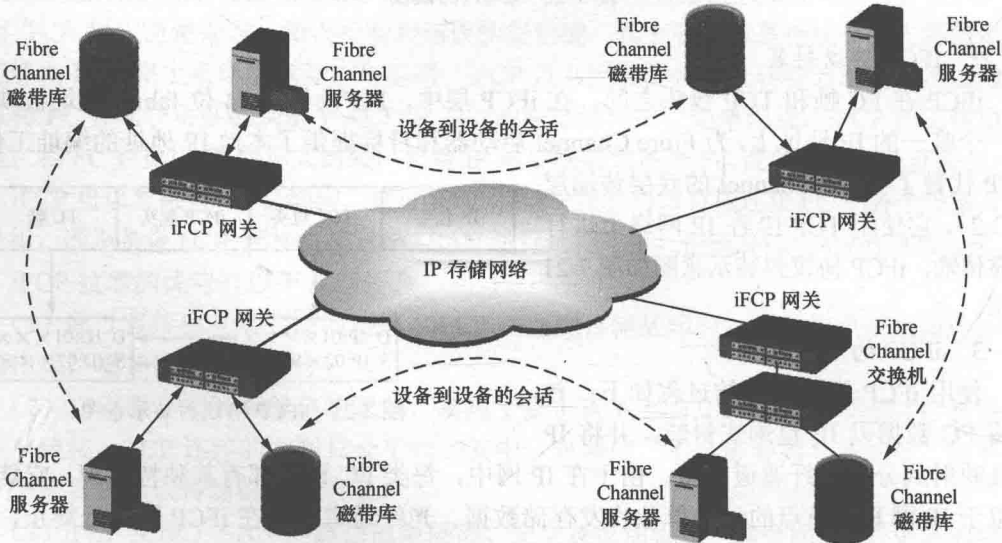 Fibre
Channel
磁带库
Fibre
Channel
服务器
Fibre
Channel
磁带库
Fibre
Channel
服务器
设备到设备的会话
iFCP 网关
iFCP 网关
IP 存储网络
iFCP 网关
iFCP 网关
Fibre
Channel
交换机
设备到设备的会话
Fibre
Channel
服务器
Fibre
Channel
磁带库
Fibre
Channel
服务器
Fibre
Channel
磁带库